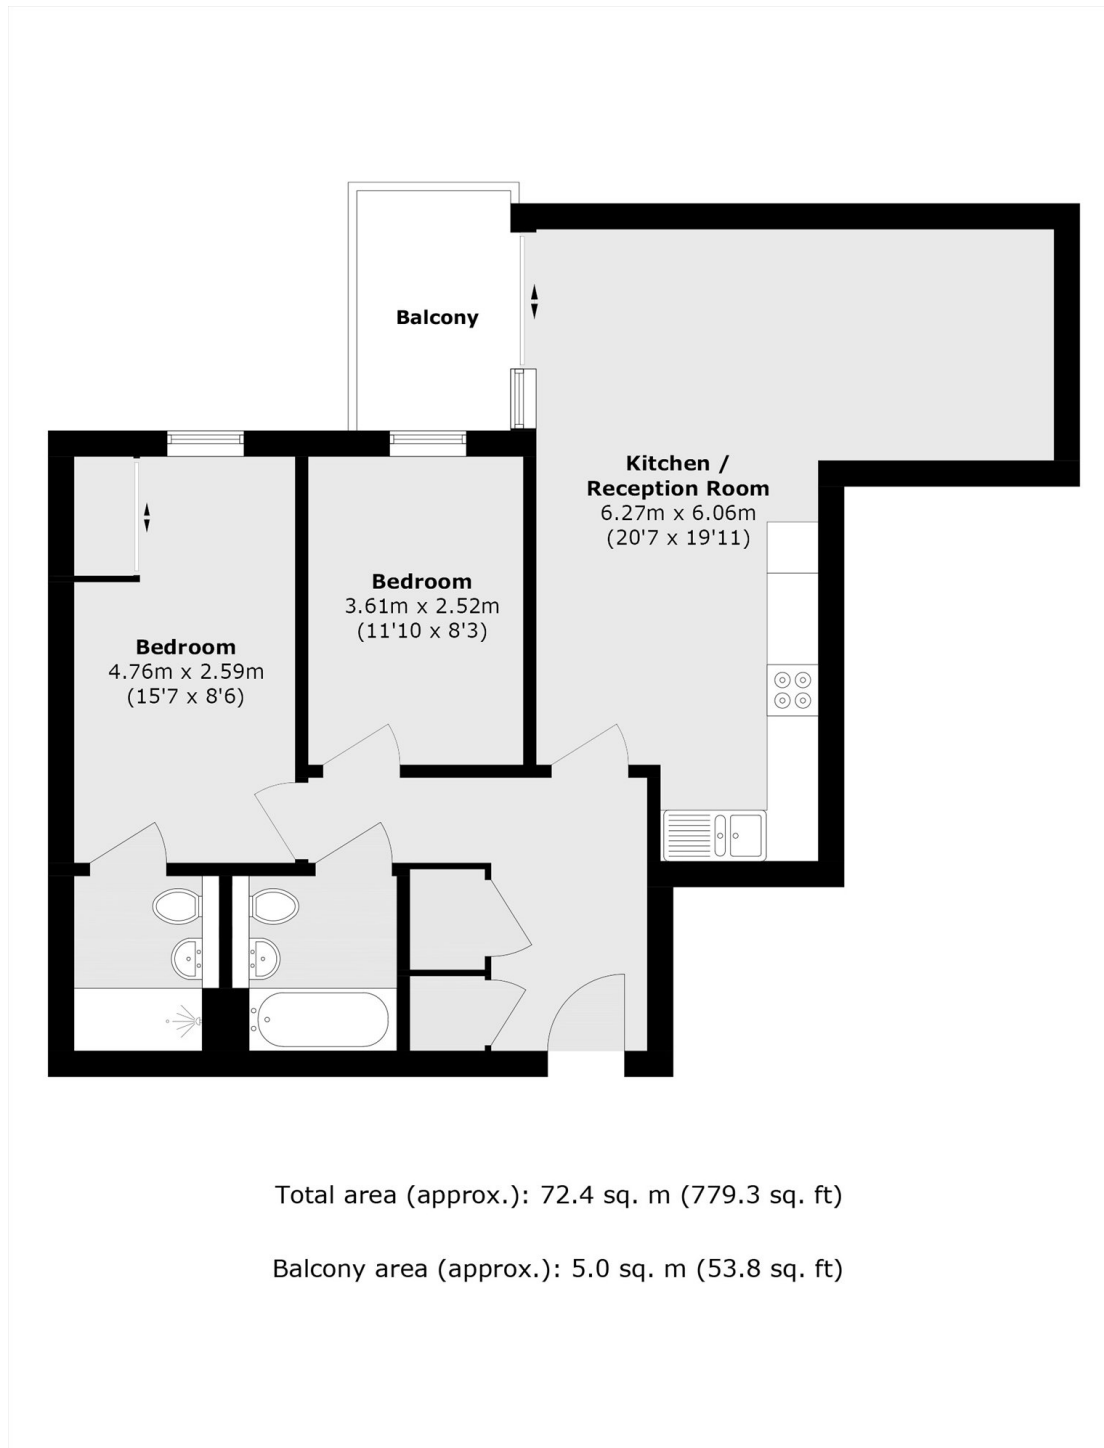 Balcony
Kitchen /
Reception Room
6.27m x 6.06m
(20'7 x 19'11)
Bedroom
3.61m x 2.52m
(11'10 x 8'3)
Bedroom
4.76m x 2.59m
(15'7 x 8'6)
Total area (approx.): 72.4 sq. m (779.3 sq. ft)
Balcony area (approx.): 5.0 sq. m (53.8 sq. ft)